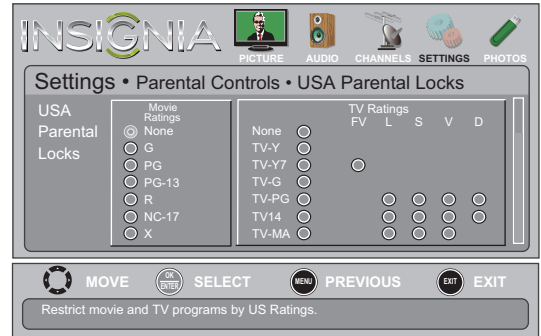 INSIGNIA
PICTURE AUDIO CHANNELS SETTINGS PHOTOS
Settings • Parental Controls • USA Parental Locks
USA
Parental
Locks
Movie
Ratings
None
G
PG
PG-13
R
NC-17
X
TV Ratings
FV L S V D
None
TV-Y
TV-Y7
TV-G
TV-PG
TV14
TV-MA
MOVE OK ENTER SELECT MENU PREVIOUS EXIT EXIT
Restrict movie and TV programs by US Ratings.